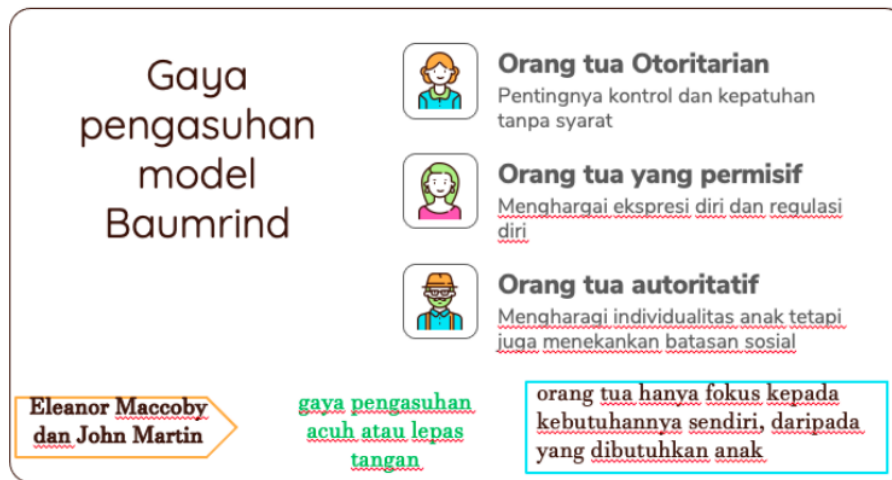 Gaya
pengasuhan
model
Baumrind
Orang tua Otoritarian
Pentingnya kontrol dan kepatuhan
tanpa syarat
Orang tua yang permisif
Menghargai ekspresi diri dan regulasi
diri
Orang tua autoritatif
Mengharagi individualitas anak tetapi
juga menekankan batasan sosial
Eleanor Maccoby
dan John Martin
gaya pengasuhan
acuh atau lepas
tangan
orang tua hanya fokus kepada
kebutuhannya sendiri, daripada
yang dibutuhkan anak